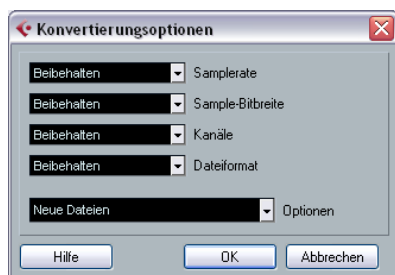 Konvertierungsoptionen
Beibehalten Samplerate
Beibehalten Sample-Bitbreite
Beibehalten Kanäle
Beibehalten Dateiformat
Neue Dateien Optionen
Hilfe OK Abbrechen